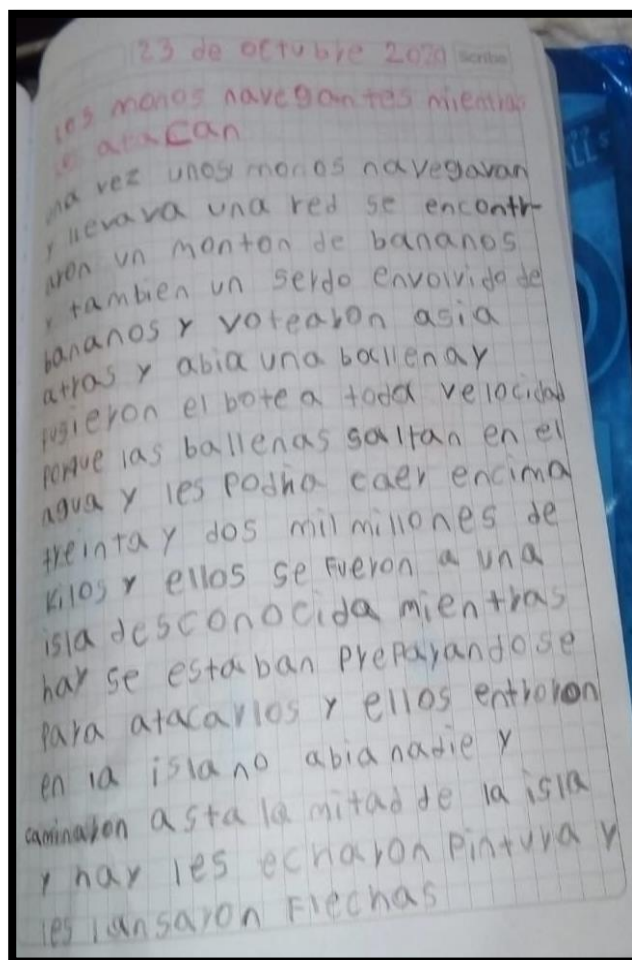 23 de octubre 2020 scribe
los monos navegantes mientras
los atacan
una vez unos monos navegavan
y llevava una red se encontr-
aron un monton de bananos
y tambien un serdo envolvido de
bananos y votearon asia
atras y abia una ballena y
cogieron el bote a toda velocidad
porque las ballenas saltan en el
agua y les podria caer encima
treinta y dos mil millones de
kilos y ellos se fueron a una
isla desconocida mientras
hay se estaban preparandose
para atacarlos y ellos entraron
en la isla no abia nadie y
caminaron asta la mitad de la isla
y hay les echaron pintura y
les lansaron flechas